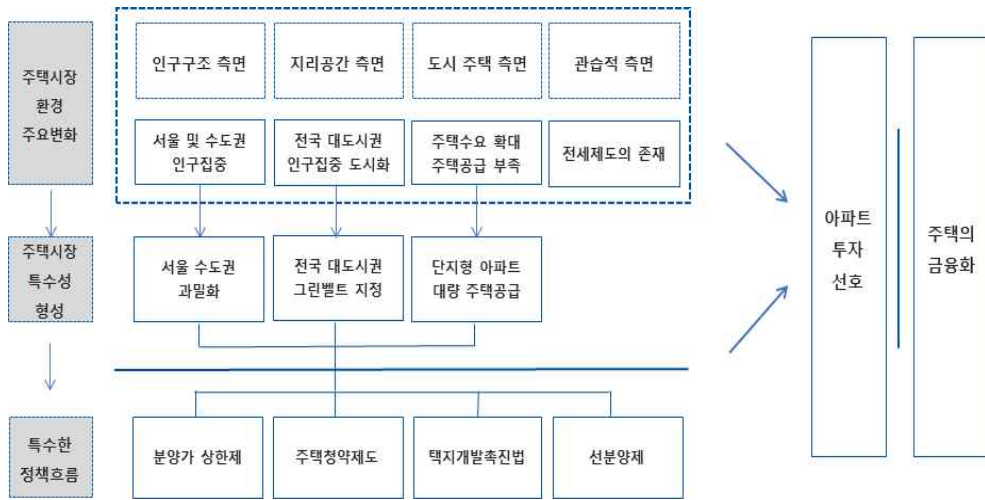 주택시장
환경
주요변화
인구구조 측면
지리공간 측면
도시 주택 측면
관습적 측면
서울 및 수도권
인구집중
전국 대도시권
인구집중 도시화
주택수요 확대
주택공급 부족
전세제도의 존재
주택시장
특수성
형성
서울 수도권
과밀화
전국 대도시권
그린벨트 지정
단지형 아파트
대량 주택공급
특수한
정책흐름
분양가 상한제
주택청약제도
택지개발촉진법
선분양제
아파트
투자
선호
주택의
금융화